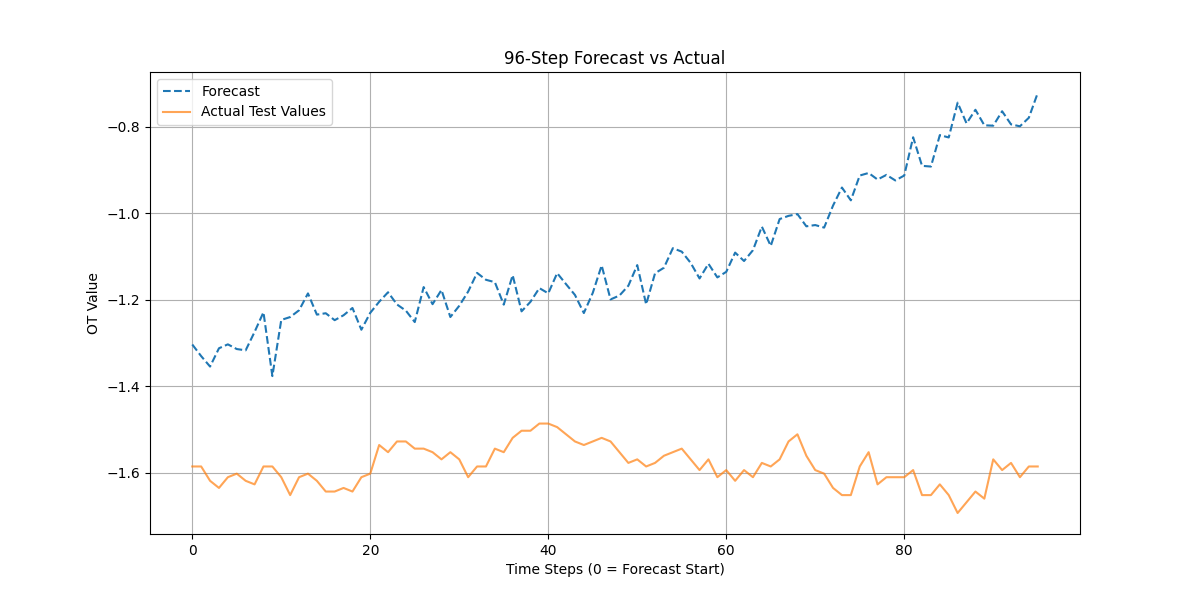 96-Step Forecast vs Actual
Forecast
Actual Test Values
OT Value
−0.8
−1.0
−1.2
−1.4
−1.6
0 20 40 60 80
Time Steps (0 = Forecast Start)